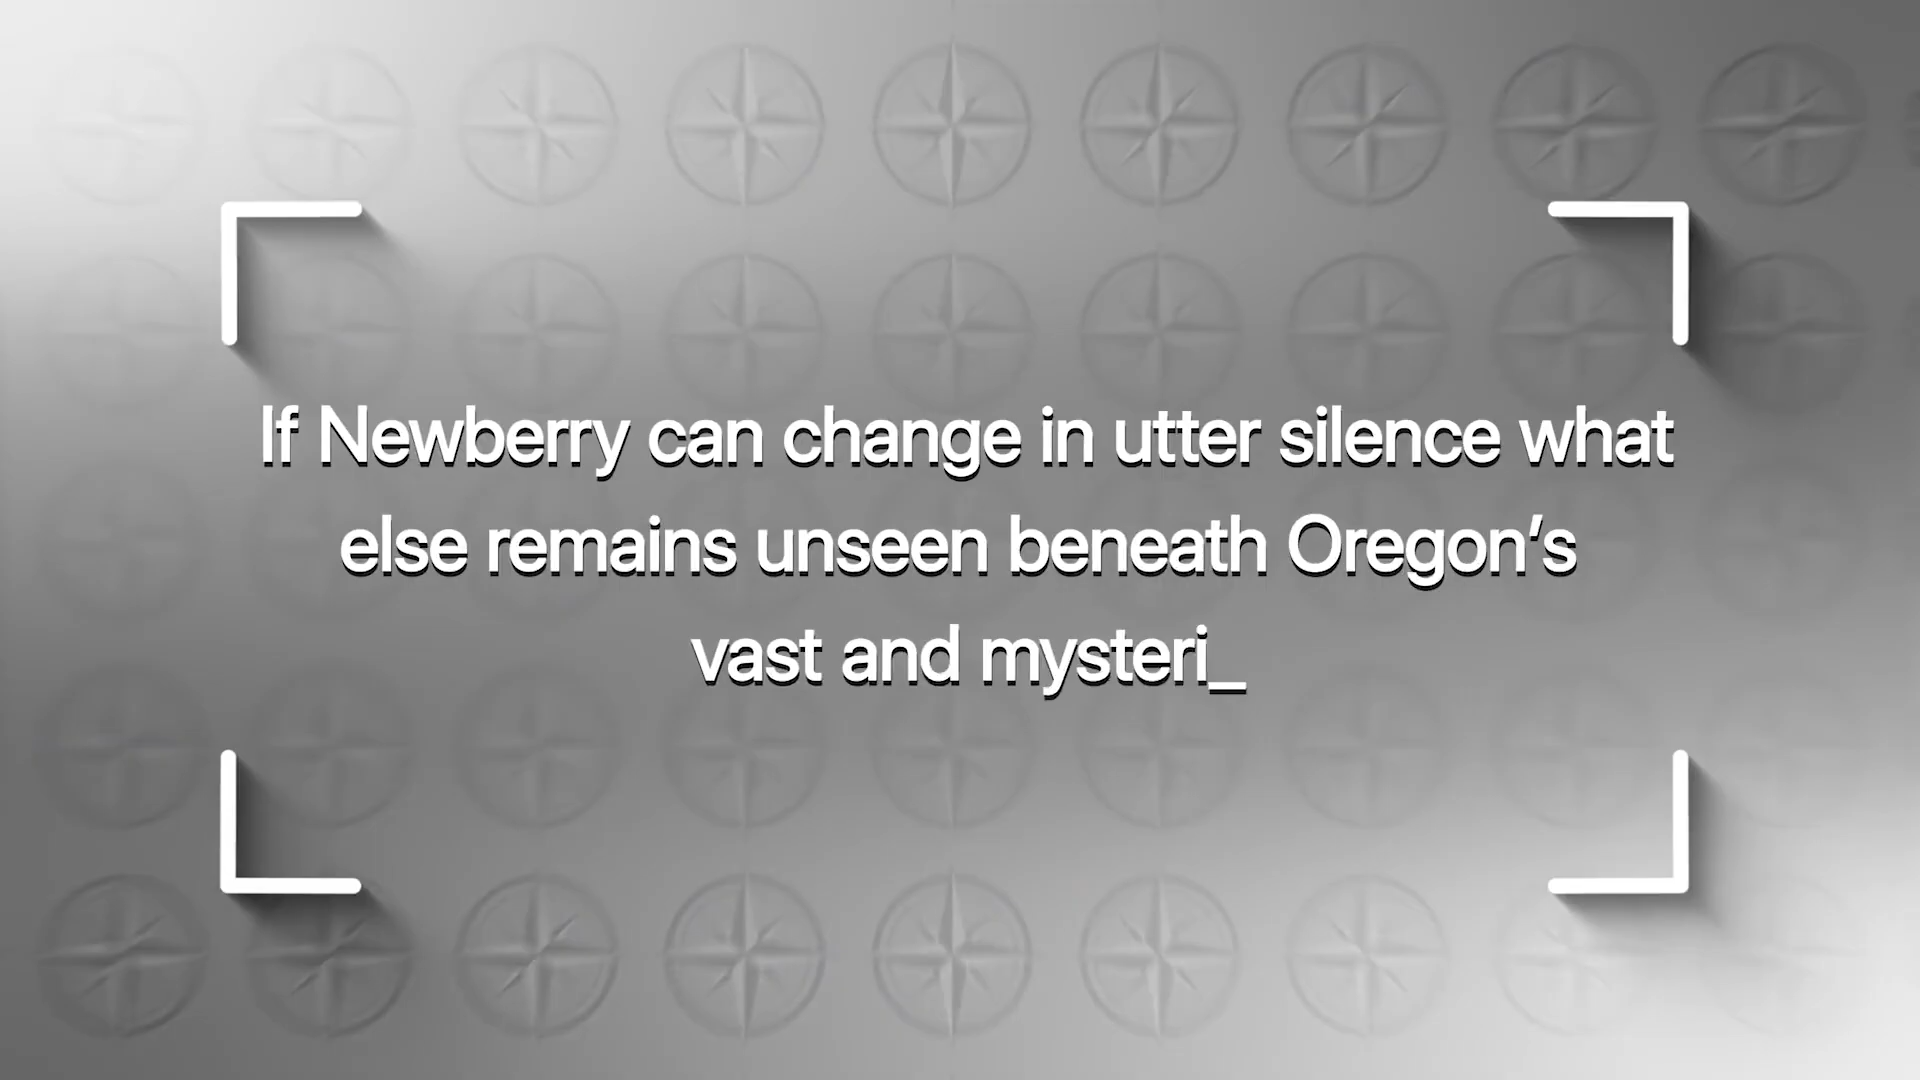 If Newberry can change in utter silence what
else remains unseen beneath Oregon’s
vast and mysteri_